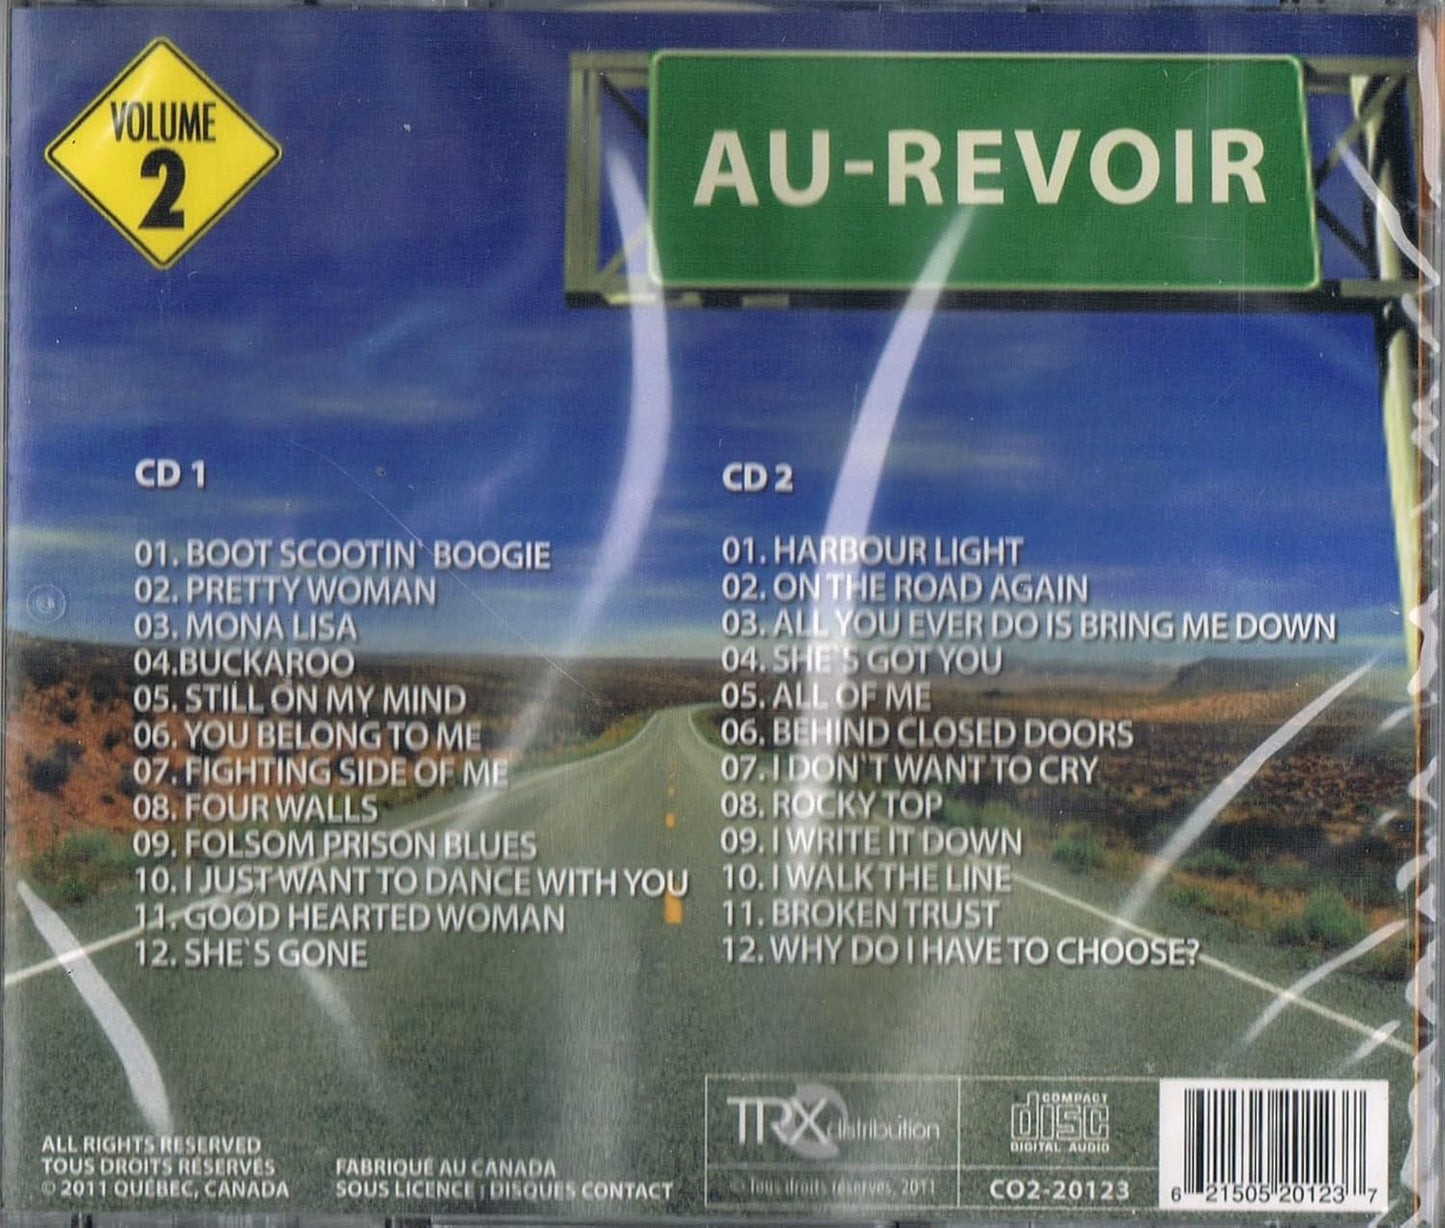 VOLUME
2
AU-REVOIR
CD 1
01. BOOT SCOOTIN` BOOGIE
02. PRETTY WOMAN
03. MONA LISA
04.BUCKAROO
05. STILL ON MY MIND
06. YOU BELONG TO ME
07. FIGHTING SIDE OF ME
08. FOUR WALLS
09. FOLSOM PRISON BLUES
10. I JUST WANT TO DANCE WITH YOU
11. GOOD HEARTED WOMAN
12. SHE`S GONE
CD 2
01. HARBOUR LIGHT
02. ON THE ROAD AGAIN
03. ALL YOU EVER DO IS BRING ME DOWN
04. SHE`S GOT YOU
05. ALL OF ME
06. BEHIND CLOSED DOORS
07. I DON`T WANT TO CRY
08. ROCKY TOP
09. I WRITE IT DOWN
10. I WALK THE LINE
11. BROKEN TRUST
12. WHY DO I HAVE TO CHOOSE?
ALL RIGHTS RESERVED
TOUS DROITS RÉSERVÉS
© 2011 QUÉBEC, CANADA
FABRIQUÉ AU CANADA
SOUS LICENCE : DISQUES CONTACT
TRX distribution
© Tous droits réservés, 2011
COMPACT
disc
DIGITAL AUDIO
CO2-20123
6 21505 20123 7